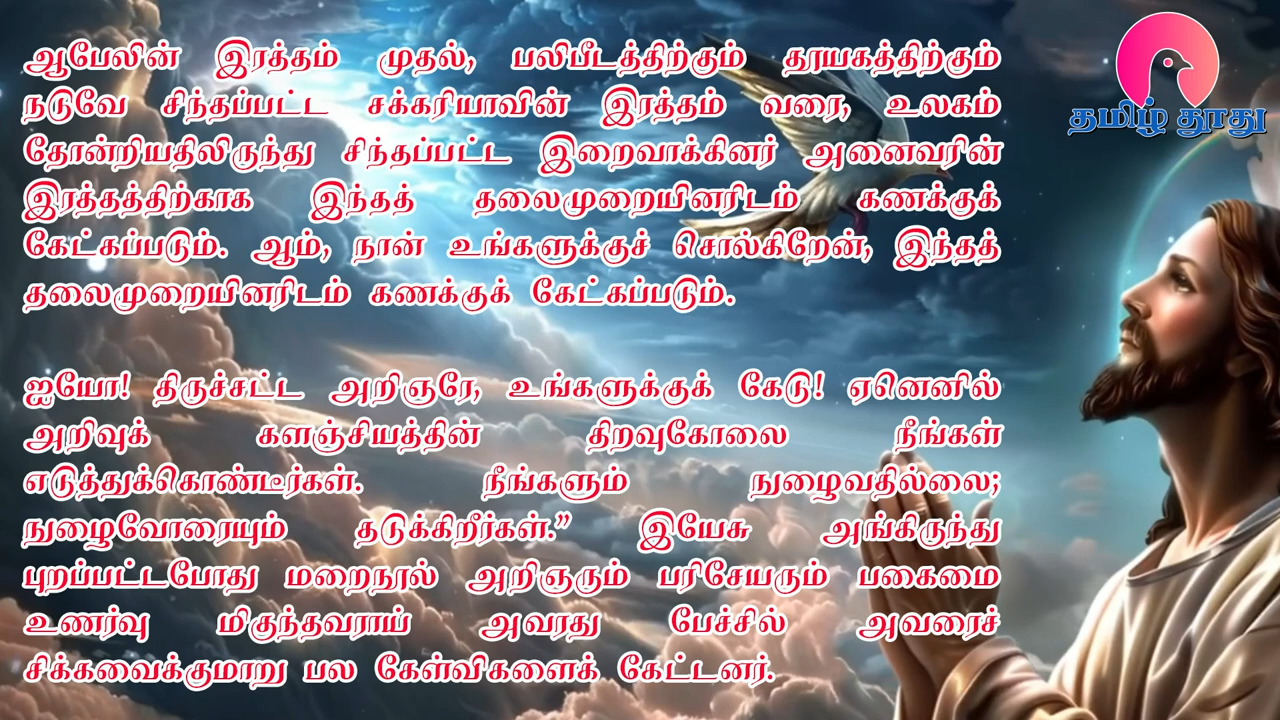 ஆபேலின் இரத்தம் முதல், பலிபீடத்திற்கும் தூயகத்திற்கும்
நடுவே சிந்தப்பட்ட சக்கரியாவின் இரத்தம் வரை, உலகம்
தோன்றியதிலிருந்து சிந்தப்பட்ட இறைவாக்கினர் அனைவரின்
இரத்தத்திற்காக இந்தத் தலைமுறையினரிடம் கணக்குக்
கேட்கப்படும். ஆம், நான் உங்களுக்குச் சொல்கிறேன், இந்தத்
தலைமுறையினரிடம் கணக்குக் கேட்கப்படும்.
ஐயோ! திருச்சட்ட அறிஞரே, உங்களுக்குக் கேடு! ஏனெனில்
அறிவுக் களஞ்சியத்தின் திறவுகோலை நீங்கள்
எடுத்துக்கொண்டீர்கள். நீங்களும் நுழைவதில்லை;
நுழைவோரையும் தடுக்கிறீர்கள்.” இயேசு அங்கிருந்து
புறப்பட்டபோது மறைநூல் அறிஞரும் பரிசேயரும் பகைமை
உணர்வு மிகுந்தவராய் அவரது பேச்சில் அவரைச்
சிக்கவைக்குமாறு பல கேள்விகளைக் கேட்டனர்.
தமிழ் தூது